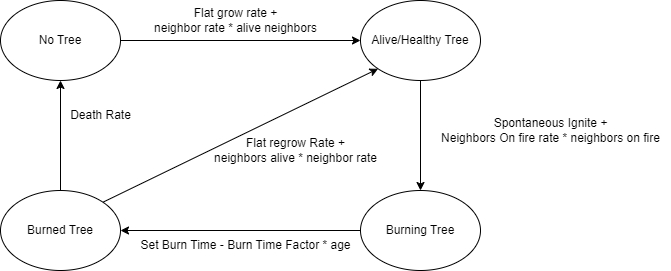 Flat grow rate +
neighbor rate * alive neighbors
No Tree
Alive/Healthy Tree
Death Rate
Spontaneous Ignite +
Neighbors On fire rate * neighbors on fire
Flat regrow Rate +
neighbors alive * neighbor rate
Burned Tree
Burning Tree
Set Burn Time - Burn Time Factor * age